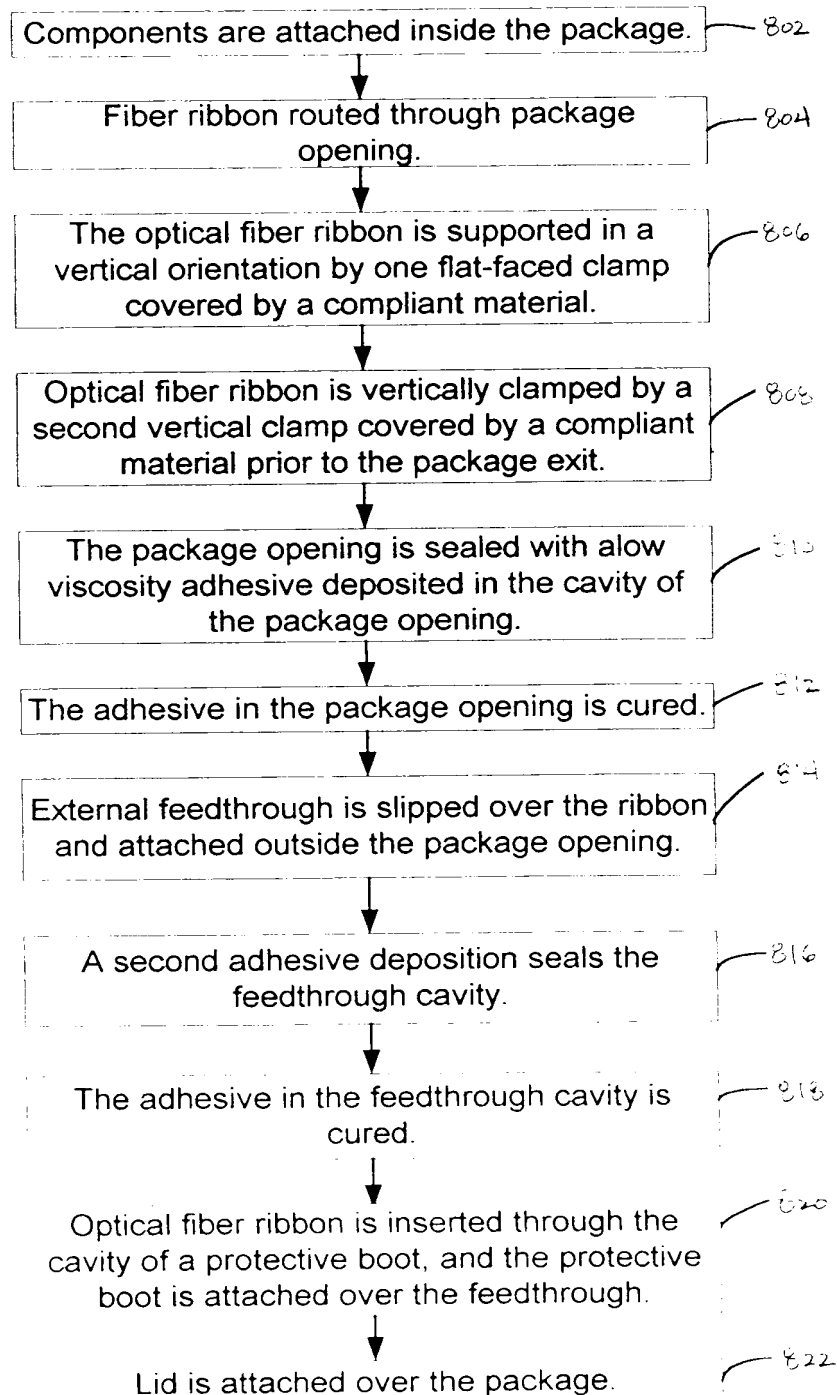 Components are attached inside the package.
802
Fiber ribbon routed through package
opening.
804
The optical fiber ribbon is supported in a
vertical orientation by one flat-faced clamp
covered by a compliant material.
806
Optical fiber ribbon is vertically clamped by a
second vertical clamp covered by a compliant
material prior to the package exit.
808
The package opening is sealed with alow
viscosity adhesive deposited in the cavity of
the package opening.
810
The adhesive in the package opening is cured.
812
External feedthrough is slipped over the ribbon
and attached outside the package opening.
814
A second adhesive deposition seals the
feedthrough cavity.
816
The adhesive in the feedthrough cavity is
cured.
818
Optical fiber ribbon is inserted through the
cavity of a protective boot, and the protective
boot is attached over the feedthrough.
820
Lid is attached over the package.
822